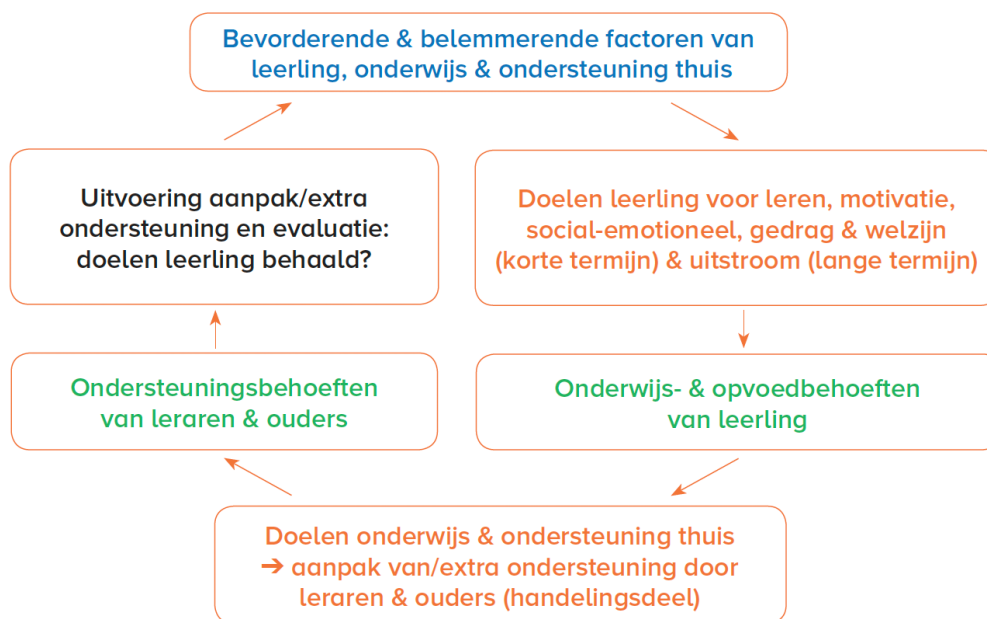 Bevorderende & belemmerende factoren van
leerling, onderwijs & ondersteuning thuis
Doelen leerling voor leren, motivatie,
social-emotioneel, gedrag & welzijn
(korte termijn) & uitstroom (lange termijn)
Onderwijs- & opvoedbehoeften
van leerling
Doelen onderwijs & ondersteuning thuis
➔ aanpak van/extra ondersteuning door
leraren & ouders (handelingsdeel)
Ondersteuningsbehoeften
van leraren & ouders
Uitvoering aanpak/extra
ondersteuning en evaluatie:
doelen leerling behaald?